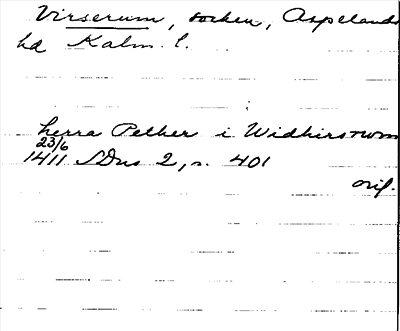 Virserum, socken, Aspelands
hd Kalm. l.
herra Pether i Widhirsrwm
23/6
1411 SDns 2, s. 401
orig.